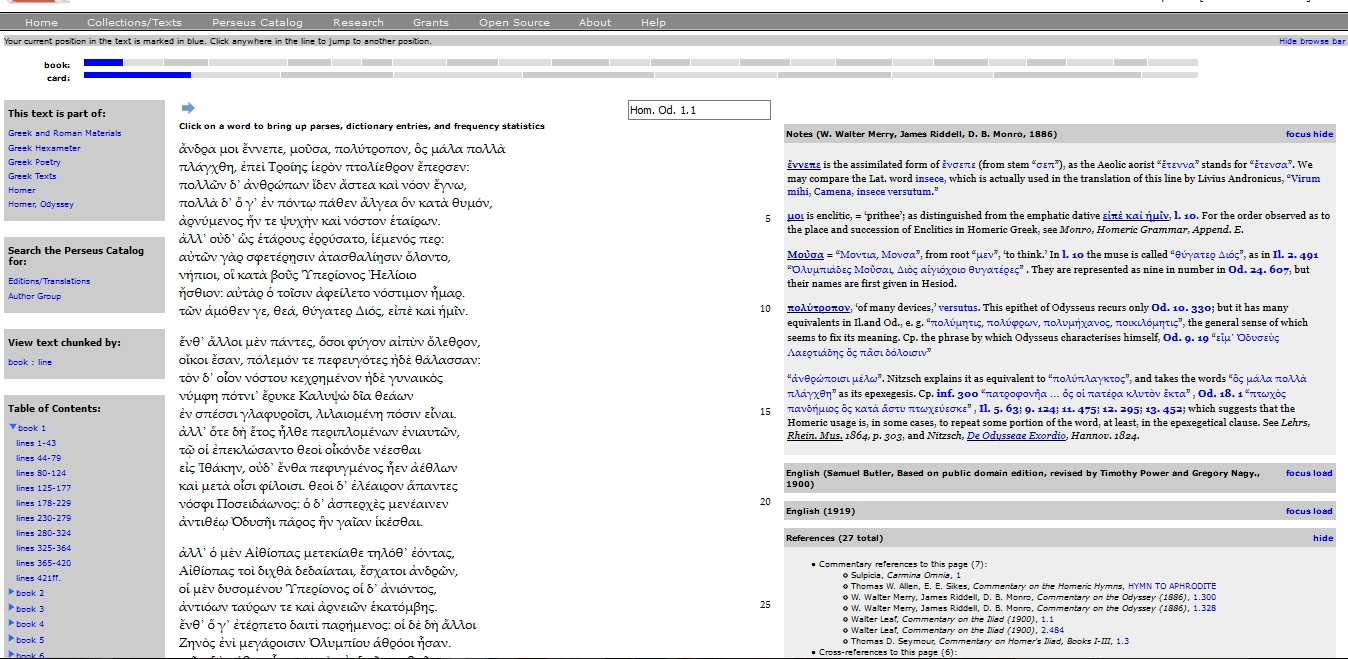 Home Collections/Texts Perseus Catalog Research Grants Open Source About Help
Your current position in the text is marked in blue. Click anywhere in the line to jump to another position.
Hide browse bar
book:
card:
This text is part of:
Greek and Roman Materials
Greek Hexameter
Greek Poetry
Greek Texts
Homer
Homer, Odyssey
Search the Perseus Catalog
for:
Editions/Translations
Author Group
View text chunked by:
book : line
Table of Contents:
book 1
lines 1-43
lines 44-79
lines 80-124
lines 125-177
lines 178-229
lines 230-279
lines 280-324
lines 325-364
lines 365-420
lines 421ff.
book 2
book 3
book 4
book 5
book 6
Hom. Od. 1.1
Click on a word to bring up parses, dictionary entries, and frequency statistics
ἄνδρα μοι ἔννεπε, μοῦσα, πολύτροπον, ὃς μάλα πολλὰ
πλάγχθη, ἐπεὶ Τροίης ἱερὸν πτολίεθρον ἔπερσεν:
πολλῶν δ᾽ ἀνθρώπων ἴδεν ἄστεα καὶ νόον ἔγνω,
πολλὰ δ᾽ ὅ γ᾽ ἐν πόντῳ πάθεν ἄλγεα ὃν κατὰ θυμόν,
ἀρνύμενος ἥν τε ψυχὴν καὶ νόστον ἑταίρων. 5
ἀλλ᾽ οὐδ᾽ ὣς ἑτάρους ἐρρύσατο, ἱέμενός περ:
αὐτῶν γὰρ σφετέρῃσιν ἀτασθαλίῃσιν ὄλοντο,
νήπιοι, οἳ κατὰ βοῦς Ὑπερίονος Ἠελίοιο
ἤσθιον: αὐτὰρ ὁ τοῖσιν ἀφείλετο νόστιμον ἦμαρ.
τῶν ἁμόθεν γε, θεά, θύγατερ Διός, εἰπὲ καὶ ἡμῖν. 10
ἔνθ᾽ ἄλλοι μὲν πάντες, ὅσοι φύγον αἰπὺν ὄλεθρον,
οἴκοι ἔσαν, πόλεμόν τε πεφευγότες ἠδὲ θάλασσαν:
τὸν δ᾽ οἶον νόστου κεχρημένον ἠδὲ γυναικὸς
νύμφη πότνι᾽ ἔρυκε Καλυψὼ δῖα θεάων
ἐν σπέσσι γλαφυροῖσι, λιλαιομένη πόσιν εἶναι. 15
ἀλλ᾽ ὅτε δὴ ἔτος ἦλθε περιπλομένων ἐνιαυτῶν,
τῷ οἱ ἐπεκλώσαντο θεοὶ οἶκόνδε νέεσθαι
εἰς Ἰθάκην, οὐδ᾽ ἔνθα πεφυγμένος ἦεν ἀέθλων
καὶ μετὰ οἷσι φίλοισι. θεοὶ δ᾽ ἐλέαιρον ἅπαντες
νόσφι Ποσειδάωνος: ὁ δ᾽ ἀσπερχὲς μενέαινεν 20
ἀντιθέῳ Ὀδυσῆι πάρος ἣν γαῖαν ἱκέσθαι.
ἀλλ᾽ ὁ μὲν Αἰθίοπας μετεκίαθε τηλόθ᾽ ἐόντας,
Αἰθίοπας τοὶ διχθὰ δεδαίαται, ἔσχατοι ἀνδρῶν,
οἱ μὲν δυσομένου Ὑπερίονος οἱ δ᾽ ἀνιόντος,
ἀντιόων ταύρων τε καὶ ἀρνειῶν ἑκατόμβης. 25
ἔνθ᾽ ὅ γ᾽ ἐτέρπετο δαιτὶ παρήμενος: οἱ δὲ δὴ ἄλλοι
Ζηνὸς ἐνὶ μεγάροισιν Ὀλυμπίου ἁθρόοι ἦσαν.
Notes (W. Walter Merry, James Riddell, D. B. Monro, 1886) focus hide
ἔννεπε is the assimilated form of ἔνσεπε (from stem “σεπ”), as the Aeolic aorist “ἔτεννα” stands for “ἔτενσα”. We
may compare the Lat. word insece, which is actually used in the translation of this line by Livius Andronicus, “Virum
mihi, Camena, insece versutum.”
μοι is enclitic, = ‘prithee’; as distinguished from the emphatic dative εἰπὲ καὶ ἡμῖν, l. 10. For the order observed as to
the place and succession of Enclitics in Homeric Greek, see Monro, Homeric Grammar, Append. E.
Μοῦσα = “Μοντια, Μονσα”, from root “μεν”, ‘to think.’ In l. 10 the muse is called “θύγατερ Διός”, as in Il. 2. 491
“Ὀλυμπιάδες Μοῦσαι, Διὸς αἰγιόχοιο θυγατέρες” . They are represented as nine in number in Od. 24. 607, but
their names are first given in Hesiod.
πολύτροπον, ‘of many devices,’ versutus. This epithet of Odysseus recurs only Od. 10. 330; but it has many
equivalents in Il.and Od., e. g. “πολύμητις, πολύφρων, πολυμήχανος, ποικιλόμητις”, the general sense of which
seems to fix its meaning. Cp. the phrase by which Odysseus characterises himself, Od. 9. 19 “εἴμ᾽ Ὀδυσεὺς
Λαερτιάδης ὃς πᾶσι δόλοισιν”
“ἀνθρώποισι μέλω”. Nitzsch explains it as equivalent to “πολύπλαγκτος”, and takes the words “ὃς μάλα πολλὰ
πλάγχθη” as its epexegesis. Cp. inf. 300 “πατροφονῆα ... ὅς οἱ πατέρα κλυτὸν ἔκτα” , Od. 18. 1 “πτωχὸς
πανδήμιος ὃς κατὰ ἄστυ πτωχεύεσκε” , Il. 5. 63; 9. 124; 11. 475; 12. 295; 13. 452; which suggests that the
Homeric usage is, in some cases, to repeat some portion of the word, at least, in the epexegetical clause. See Lehrs,
Rhein. Mus. 1864, p. 303, and Nitzsch, De Odysseae Exordio, Hannov. 1824.
English (Samuel Butler, Based on public domain edition, revised by Timothy Power and Gregory Nagy., focus load
1900)
English (1919) focus load
References (27 total) hide
Commentary references to this page (7):
Sulpicia, Carmina Omnia, 1
Thomas W. Allen, E. E. Sikes, Commentary on the Homeric Hymns, HYMN TO APHRODITE
W. Walter Merry, James Riddell, D. B. Monro, Commentary on the Odyssey (1886), 1.300
W. Walter Merry, James Riddell, D. B. Monro, Commentary on the Odyssey (1886), 1.328
Walter Leaf, Commentary on the Iliad (1900), 1.1
Walter Leaf, Commentary on the Iliad (1900), 2.484
Thomas D. Seymour, Commentary on Homer's Iliad, Books I-III, 1.3
Cross-references to this page (6):